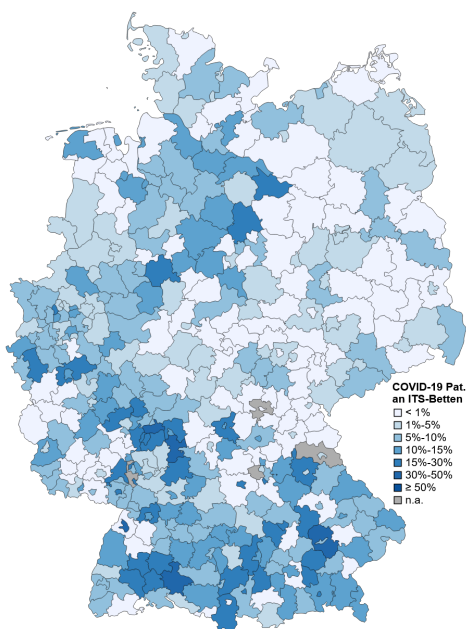 COVID-19 Pat.
an ITS-Betten
< 1%
1%-5%
5%-10%
10%-15%
15%-30%
30%-50%
≥ 50%
n.a.